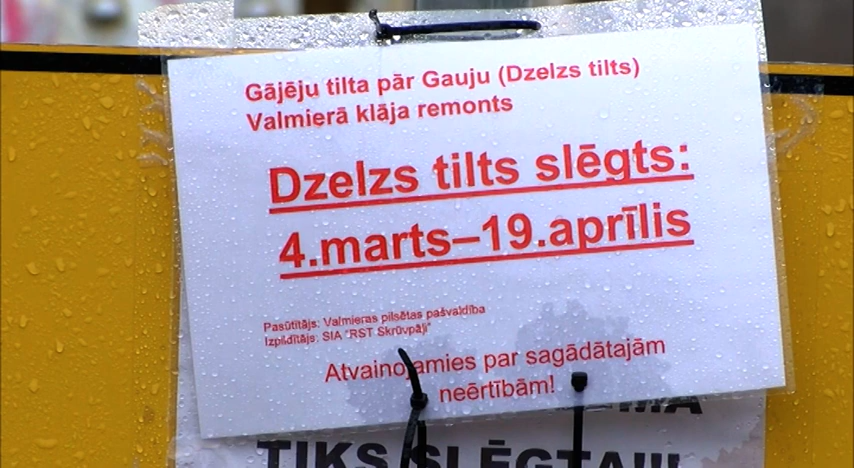 Gājēju tilta pār Gauju (Dzelzs tilts)
Valmierā klāja remonts
Dzelzs tilts slēgts:
4.marts–19.aprīlis
Pasūtītājs: Valmieras pilsētas pašvaldība
Izpildītājs: SIA "RST Skrūvpāļi"
Atvainojamies par sagādātajām
neērtībām!
TIKS SLĒGTA!!!